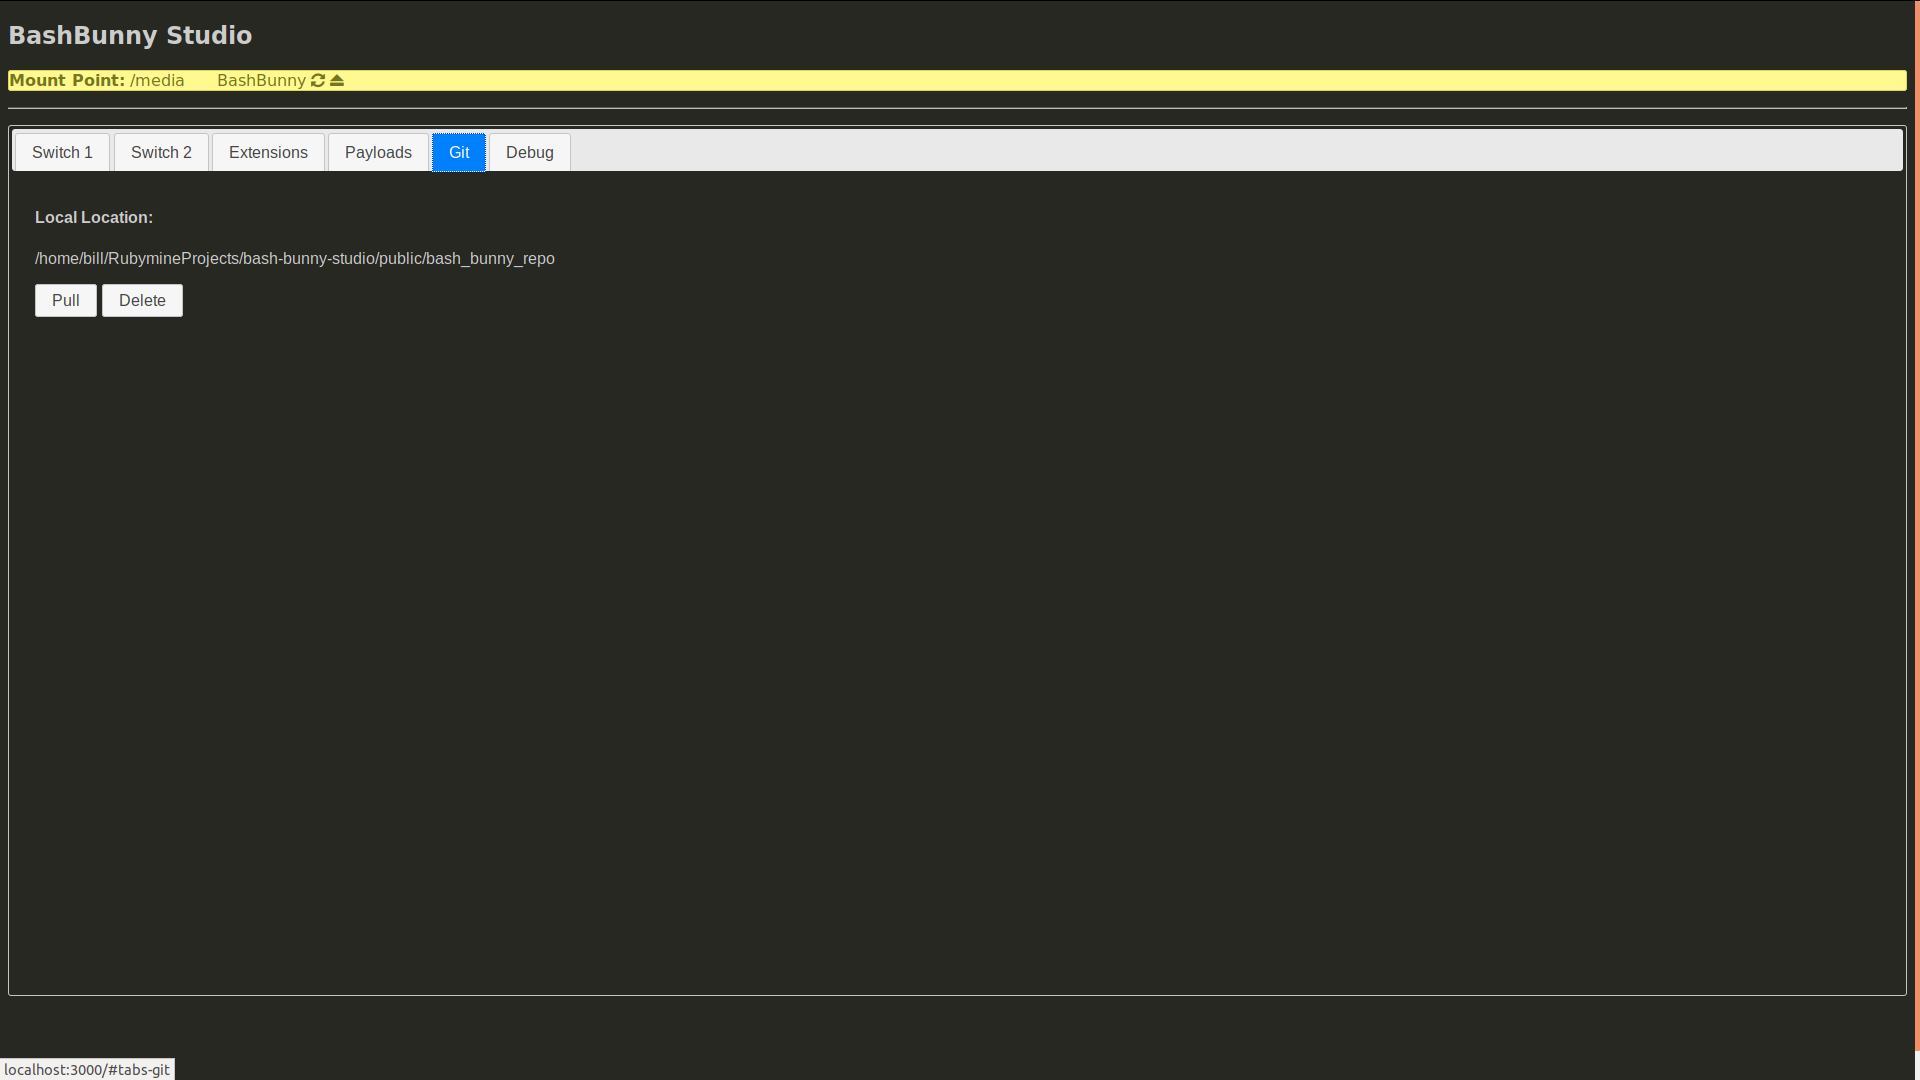 BashBunny Studio
Mount Point: /media BashBunny
Switch 1 Switch 2 Extensions Payloads Git Debug
Local Location:
/home/bill/RubymineProjects/bash-bunny-studio/public/bash_bunny_repo
Pull Delete
localhost:3000/#tabs-git